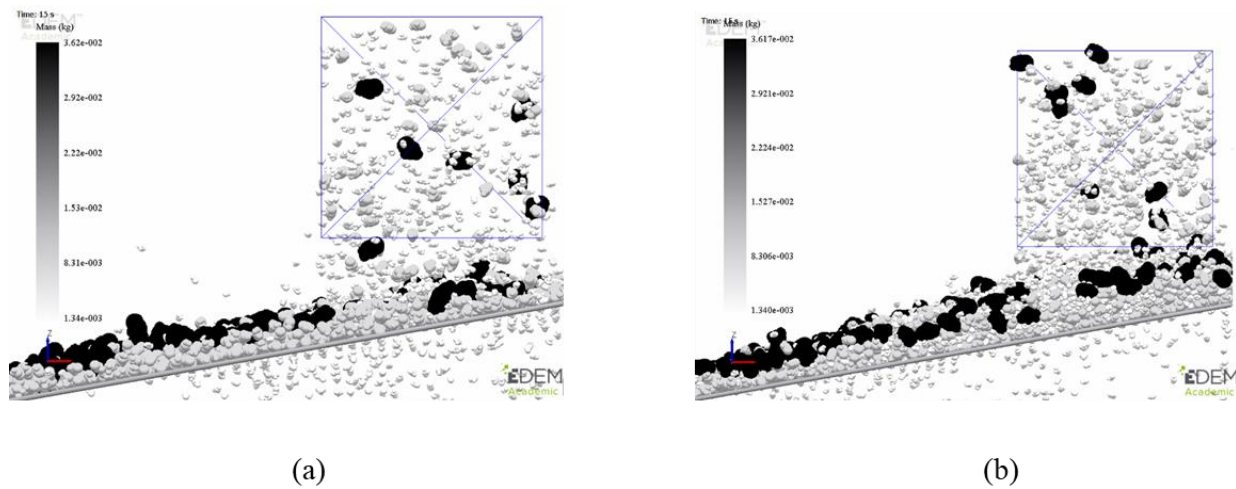 Time: 15 s
Mass (kg)
3.62e-002
2.92e-002
2.22e-002
1.53e-002
8.31e-003
1.34e-003
Z
EDEM
Academic
(a)
Mass (kg)
3.617e-002
2.921e-002
2.224e-002
1.527e-002
8.306e-003
1.340e-003
Z
EDEM
Academic
(b)